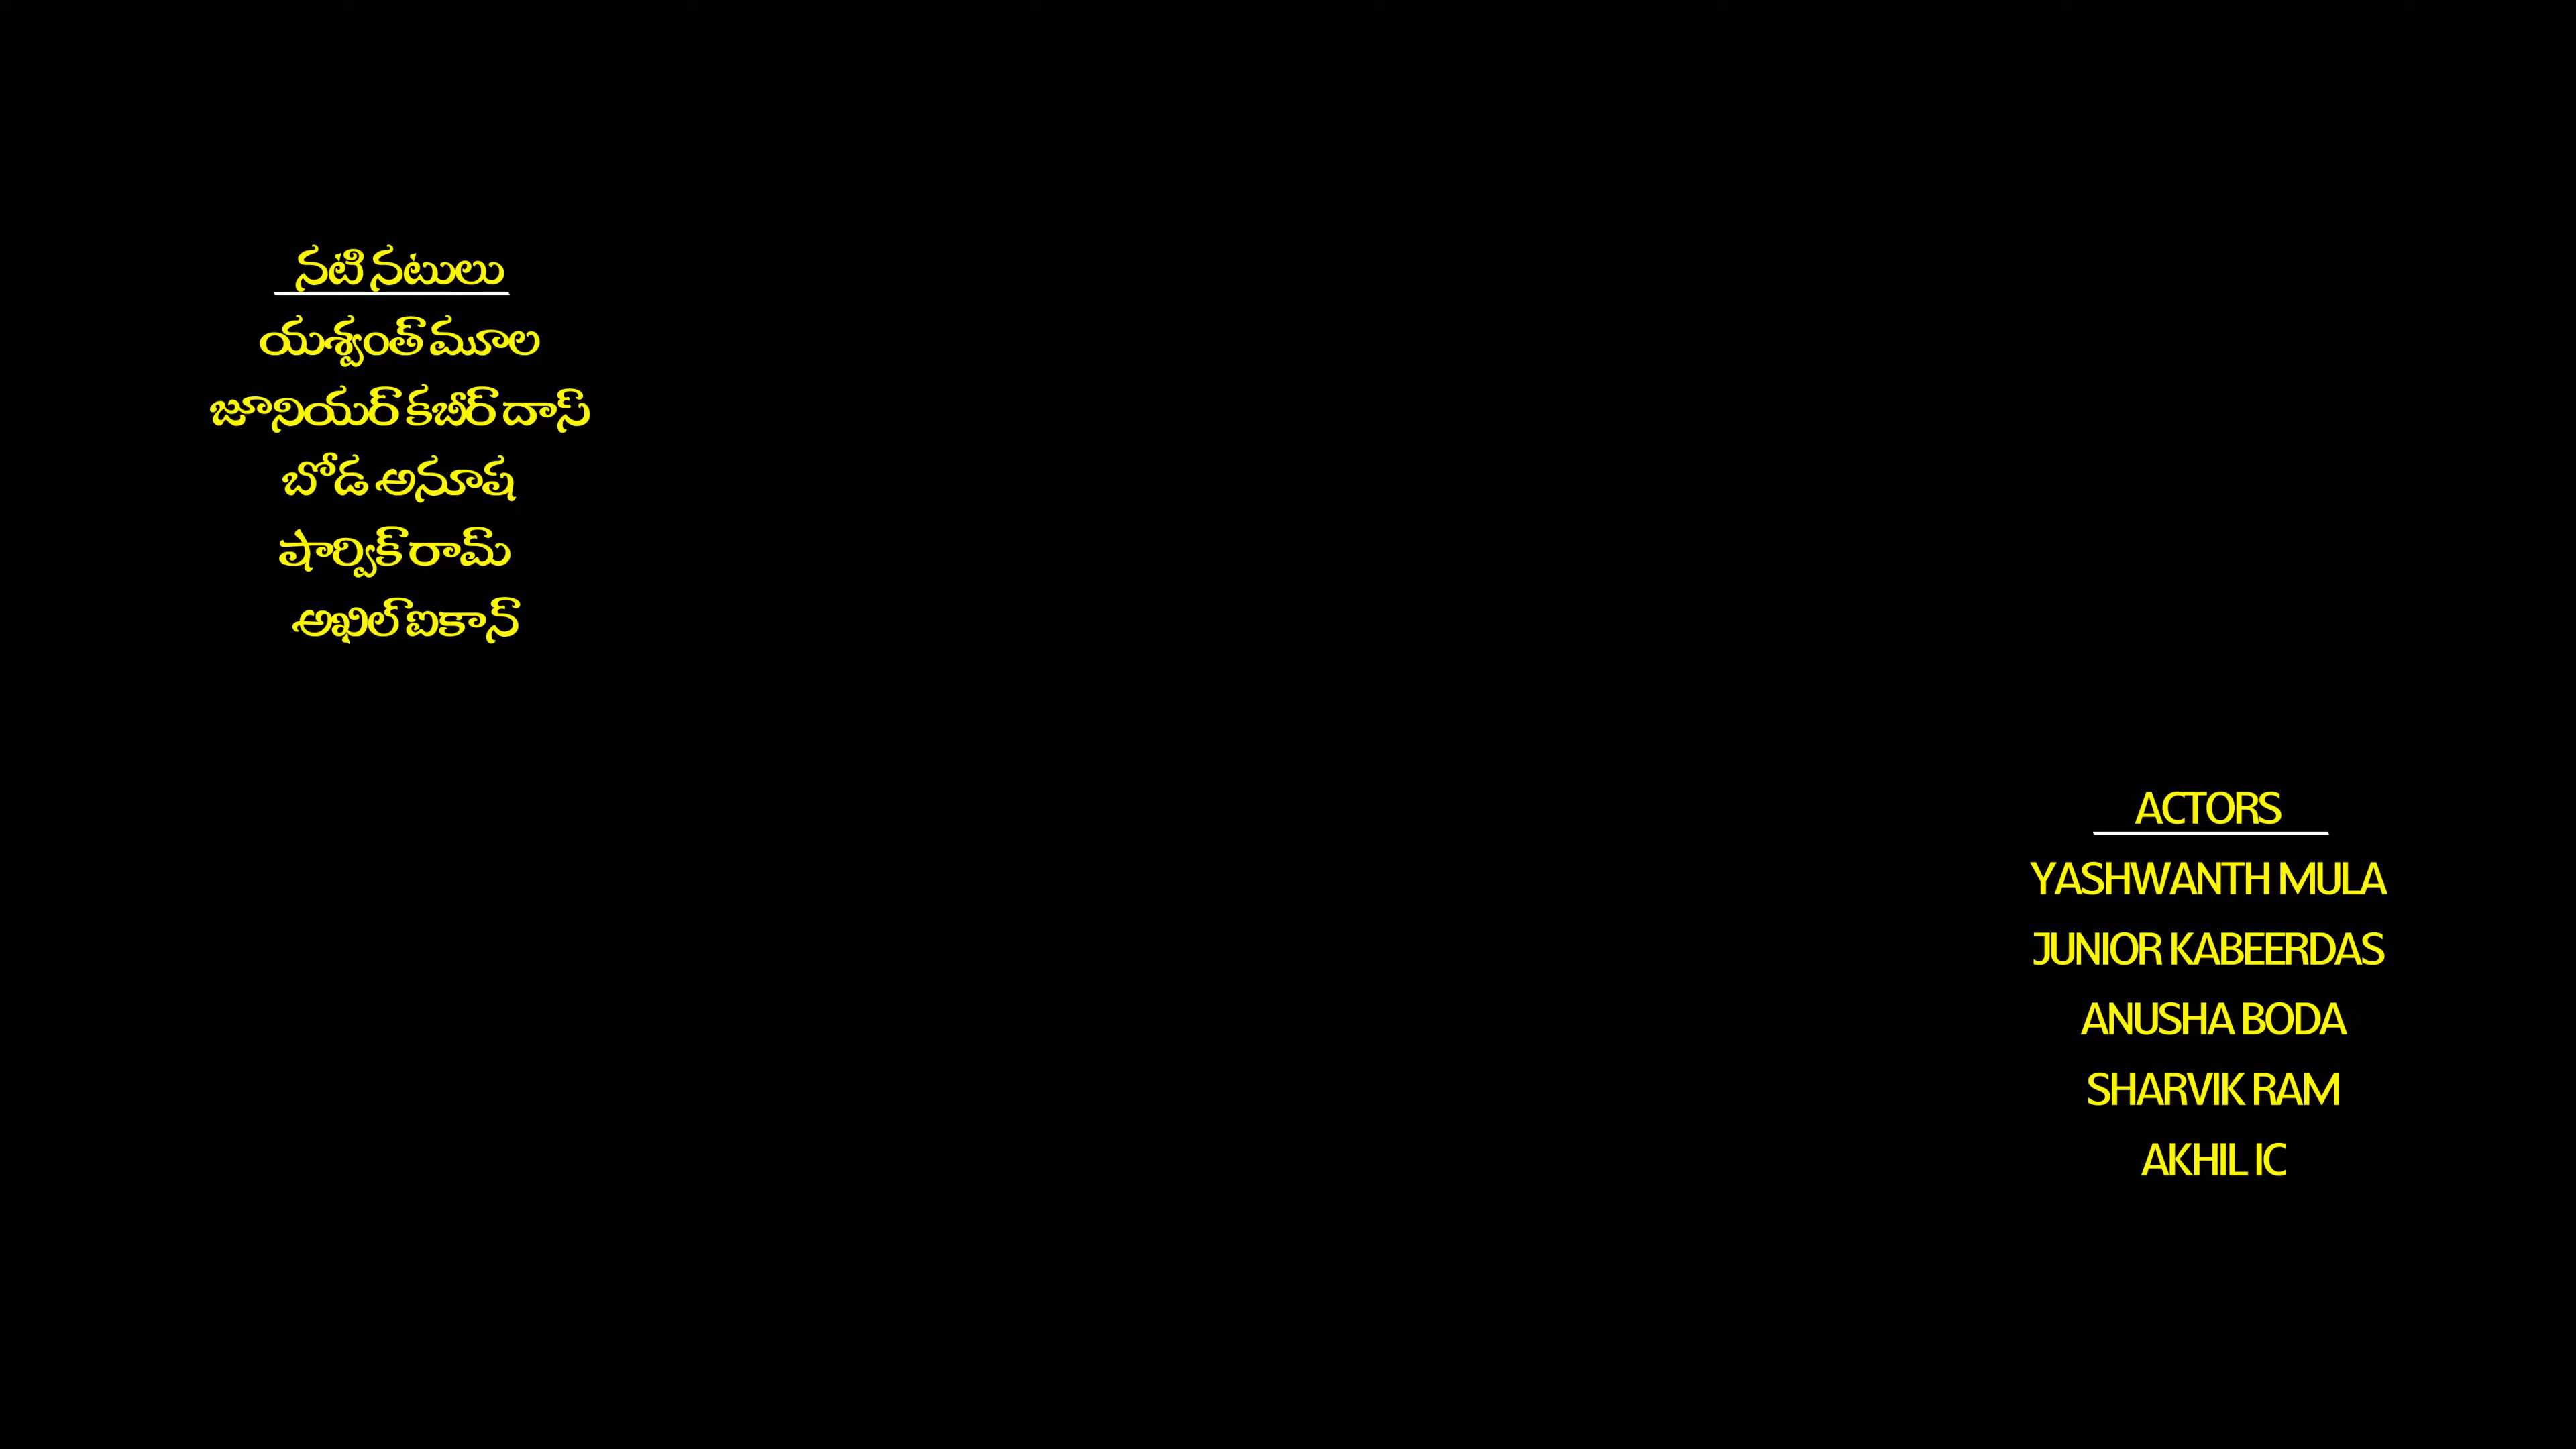 నటి నటులు
యశ్వంత్ మూల
జూనియర్ కబీర్ దాస్
బోడ అనూష
షార్విక్ రామ్
అఖిల్ ఐకాన్
ACTORS
YASHWANTH MULA
JUNIOR KABEERDAS
ANUSHA BODA
SHARVIK RAM
AKHIL IC